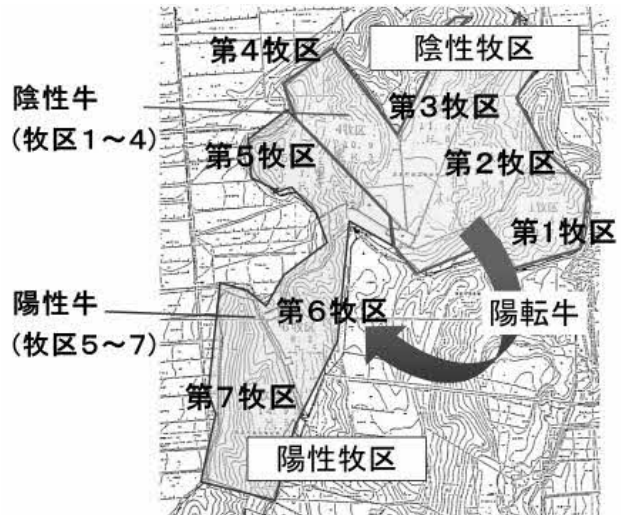 第4牧区
陰性牧区
陰性牛
(牧区1～4)
第3牧区
第5牧区
第2牧区
第1牧区
陽性牛
(牧区5～7)
第6牧区
陽転牛
第7牧区
陽性牧区